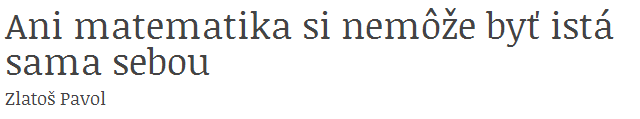 Ani matematika si nemôže byť istá
sama sebou
Zlatoš Pavol